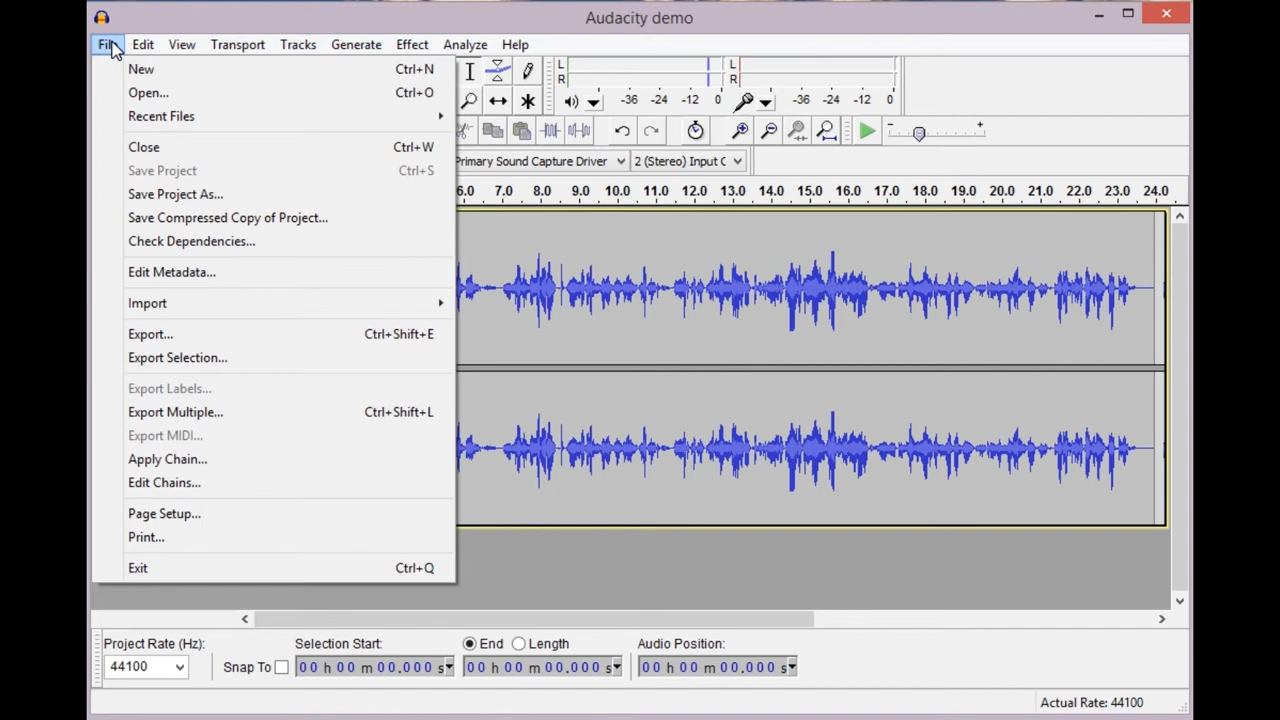 Audacity demo
File Edit View Transport Tracks Generate Effect Analyze Help
New Ctrl+N
Open... Ctrl+O
Recent Files
Close Ctrl+W
Save Project Ctrl+S
Save Project As...
Save Compressed Copy of Project...
Check Dependencies...
Edit Metadata...
Import
Export... Ctrl+Shift+E
Export Selection...
Export Labels...
Export Multiple... Ctrl+Shift+L
Export MIDI...
Apply Chain...
Edit Chains...
Page Setup...
Print...
Exit Ctrl+Q
L L
R R
-36 -24 -12 0 -36 -24 -12 0
- +
Primary Sound Capture Driver 2 (Stereo) Input C
6.0 7.0 8.0 9.0 10.0 11.0 12.0 13.0 14.0 15.0 16.0 17.0 18.0 19.0 20.0 21.0 22.0 23.0 24.0
Project Rate (Hz): Selection Start: End Length Audio Position:
44100 Snap To 00 h 00 m 00.000 s 00 h 00 m 00.000 s 00 h 00 m 00.000 s
Actual Rate: 44100